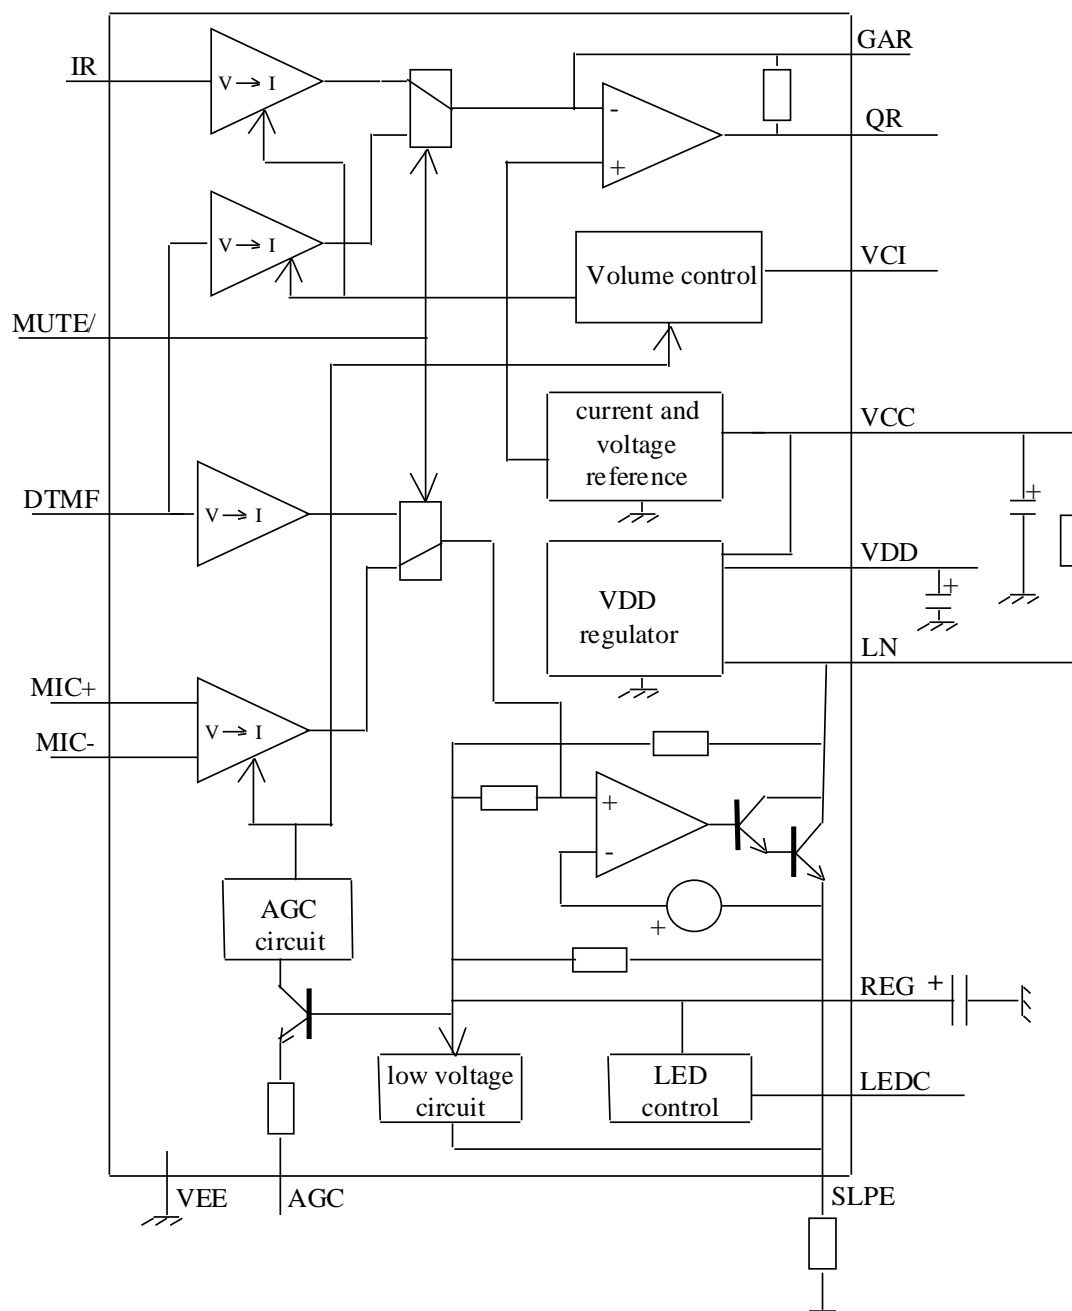 GAR
IR
V → I
-
QR
+
V → I
VCI
Volume control
MUTE/
current and
voltage
reference
VCC
DTMF
V → I
+
VDD
+
VDD
regulator
LN
MIC+
V → I
MIC-
+
-
AGC
circuit
+
REG +
low voltage
circuit
LED
control
LEDC
VEE
AGC
SLPE